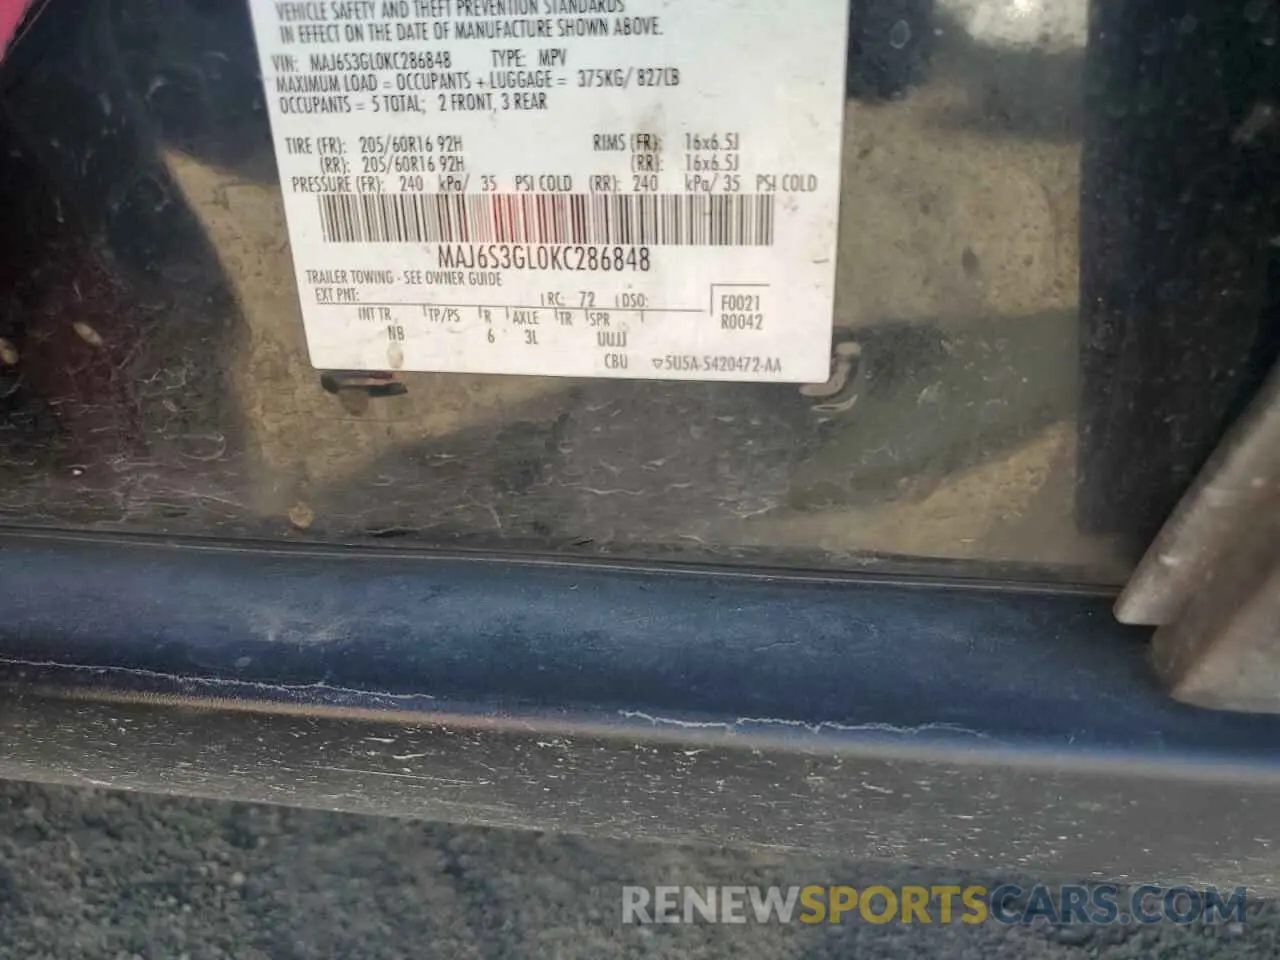 VEHICLE SAFETY AND THEFT PREVENTION STANDARDS
IN EFFECT ON THE DATE OF MANUFACTURE SHOWN ABOVE.
VIN: MAJ6S3GL0KC286848 TYPE: MPV
MAXIMUM LOAD = OCCUPANTS + LUGGAGE = 375KG/ 827LB
OCCUPANTS = 5 TOTAL; 2 FRONT, 3 REAR
TIRE (FR): 205/60R16 92H RIMS (FR): 16x6.5J
(RR): 205/60R16 92H (RR): 16x6.5J
PRESSURE (FR): 240 kPa/ 35 PSI COLD (RR): 240 kPa/ 35 PSI COLD
MAJ6S3GL0KC286848
TRAILER TOWING - SEE OWNER GUIDE
EXT PNT: RC: 72 DSO: F0021
INT TR TP/PS R AXLE TR SPR R0042
NB 6 3L UUJJ
CBU 5U5A-5420472-AA
RENEWSPORTSCARS.COM